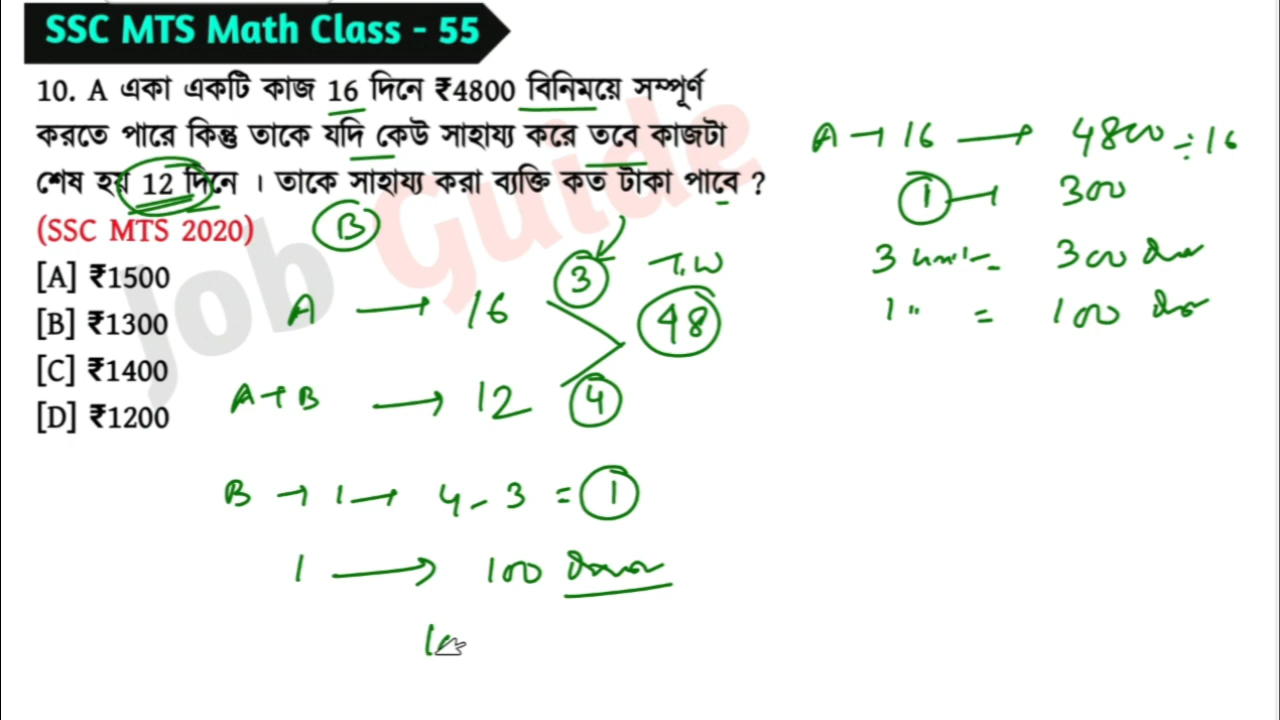 SSC MTS Math Class - 55
10. A একা একটি কাজ 16 দিনে ₹4800 বিনিময়ে সম্পূর্ণ
করতে পারে কিন্তু তাকে যদি কেউ সাহায্য করে তবে কাজটা
শেষ হয় 12 দিনে । তাকে সাহায্য করা ব্যক্তি কত টাকা পাবে ?
(SSC MTS 2020)
[A] ₹1500
[B] ₹1300
[C] ₹1400
[D] ₹1200
Job Guide
B
A → 16
3
T.W
48
A+B → 12
4
B → 1 → 4 - 3 = 1
1 → 100
A → 16 → 4800 ÷ 16
1 → 300
3 = 300
1 " = 100